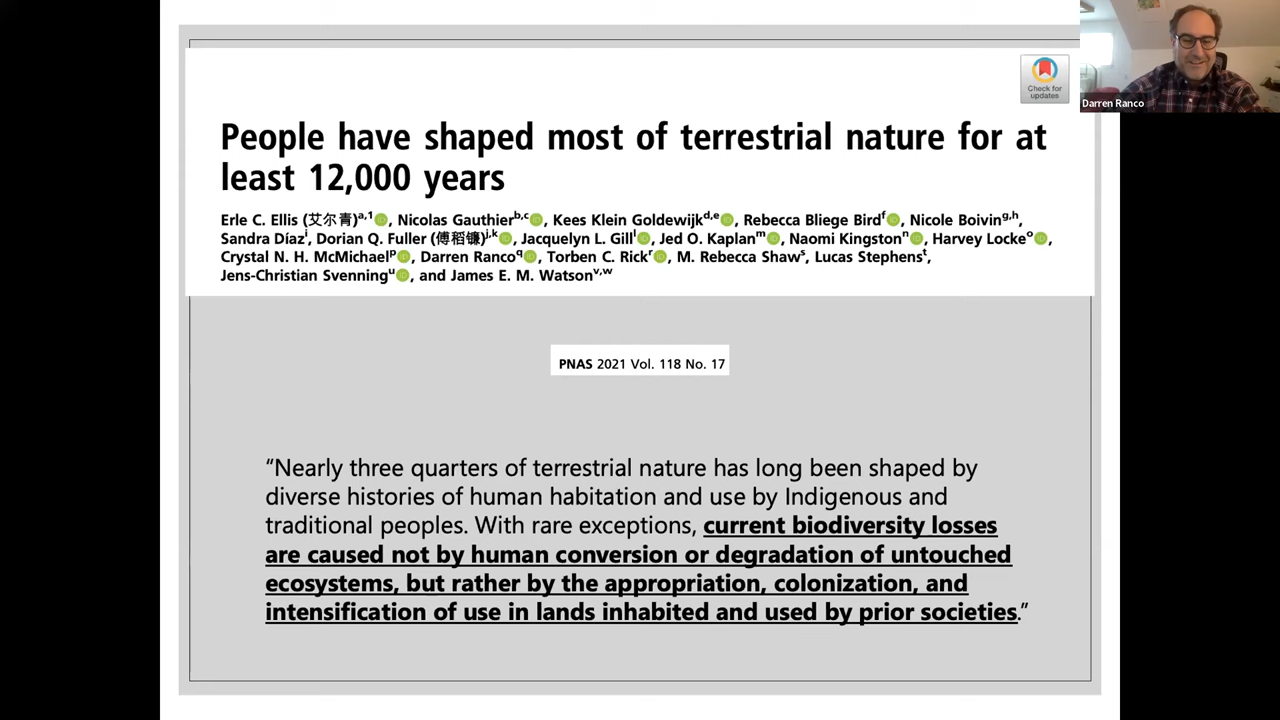 Check for
updates
Darren Ranco
People have shaped most of terrestrial nature for at
least 12,000 years
Erle C. Ellis (艾尔青)a,1, Nicolas Gauthierb,c, Kees Klein Goldewijkd,e, Rebecca Bliege Birdf, Nicole Boiving,h,
Sandra Díazi, Dorian Q. Fuller (傅稻镰)j,k, Jacquelyn L. Gilll, Jed O. Kaplanm, Naomi Kingstonn, Harvey Lockeo,
Crystal N. H. McMichaelp, Darren Rancoq, Torben C. Rickr, M. Rebecca Shaws, Lucas Stephenst,
Jens-Christian Svenningu, and James E. M. Watsonv,w
PNAS 2021 Vol. 118 No. 17
“Nearly three quarters of terrestrial nature has long been shaped by
diverse histories of human habitation and use by Indigenous and
traditional peoples. With rare exceptions, current biodiversity losses
are caused not by human conversion or degradation of untouched
ecosystems, but rather by the appropriation, colonization, and
intensification of use in lands inhabited and used by prior societies.”